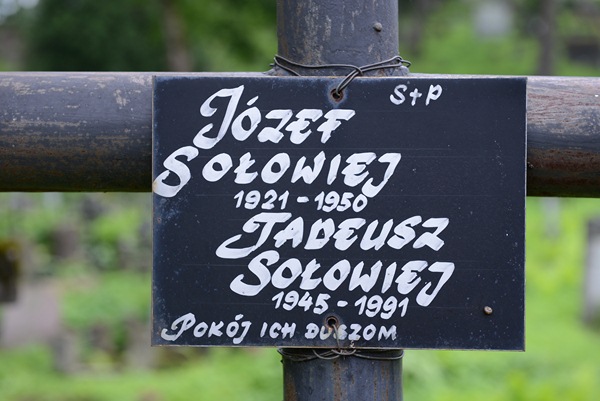 S+P
JÓZEF
SOŁOWIEJ
1921-1950
TADEUSZ
SOŁOWIEJ
1945-1991
POKÓJ ICH DUSZOM